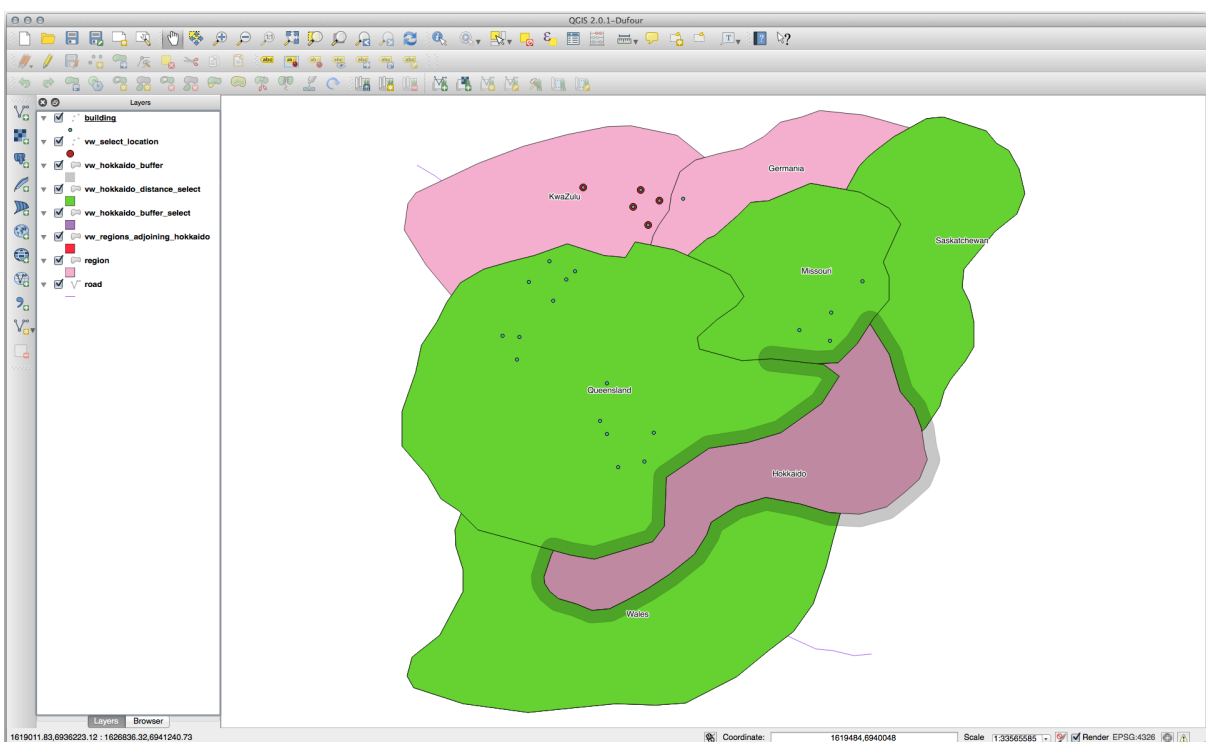 QGIS 2.0.1-Dufour
Layers
building
vw_select_location
vw_hokkaido_buffer
vw_hokkaido_distance_select
vw_hokkaido_buffer_select
vw_regions_adjoining_hokkaido
region
road
KwaZulu
Germania
Saskatchewan
Missouri
Queensland
Hokkaido
Wales
Layers
Browser
1619011.83,6936223.12 : 1626836.32,6941240.73
Coordinate:
1619484,6940048
Scale
1:33565585
Render
EPSG:4326